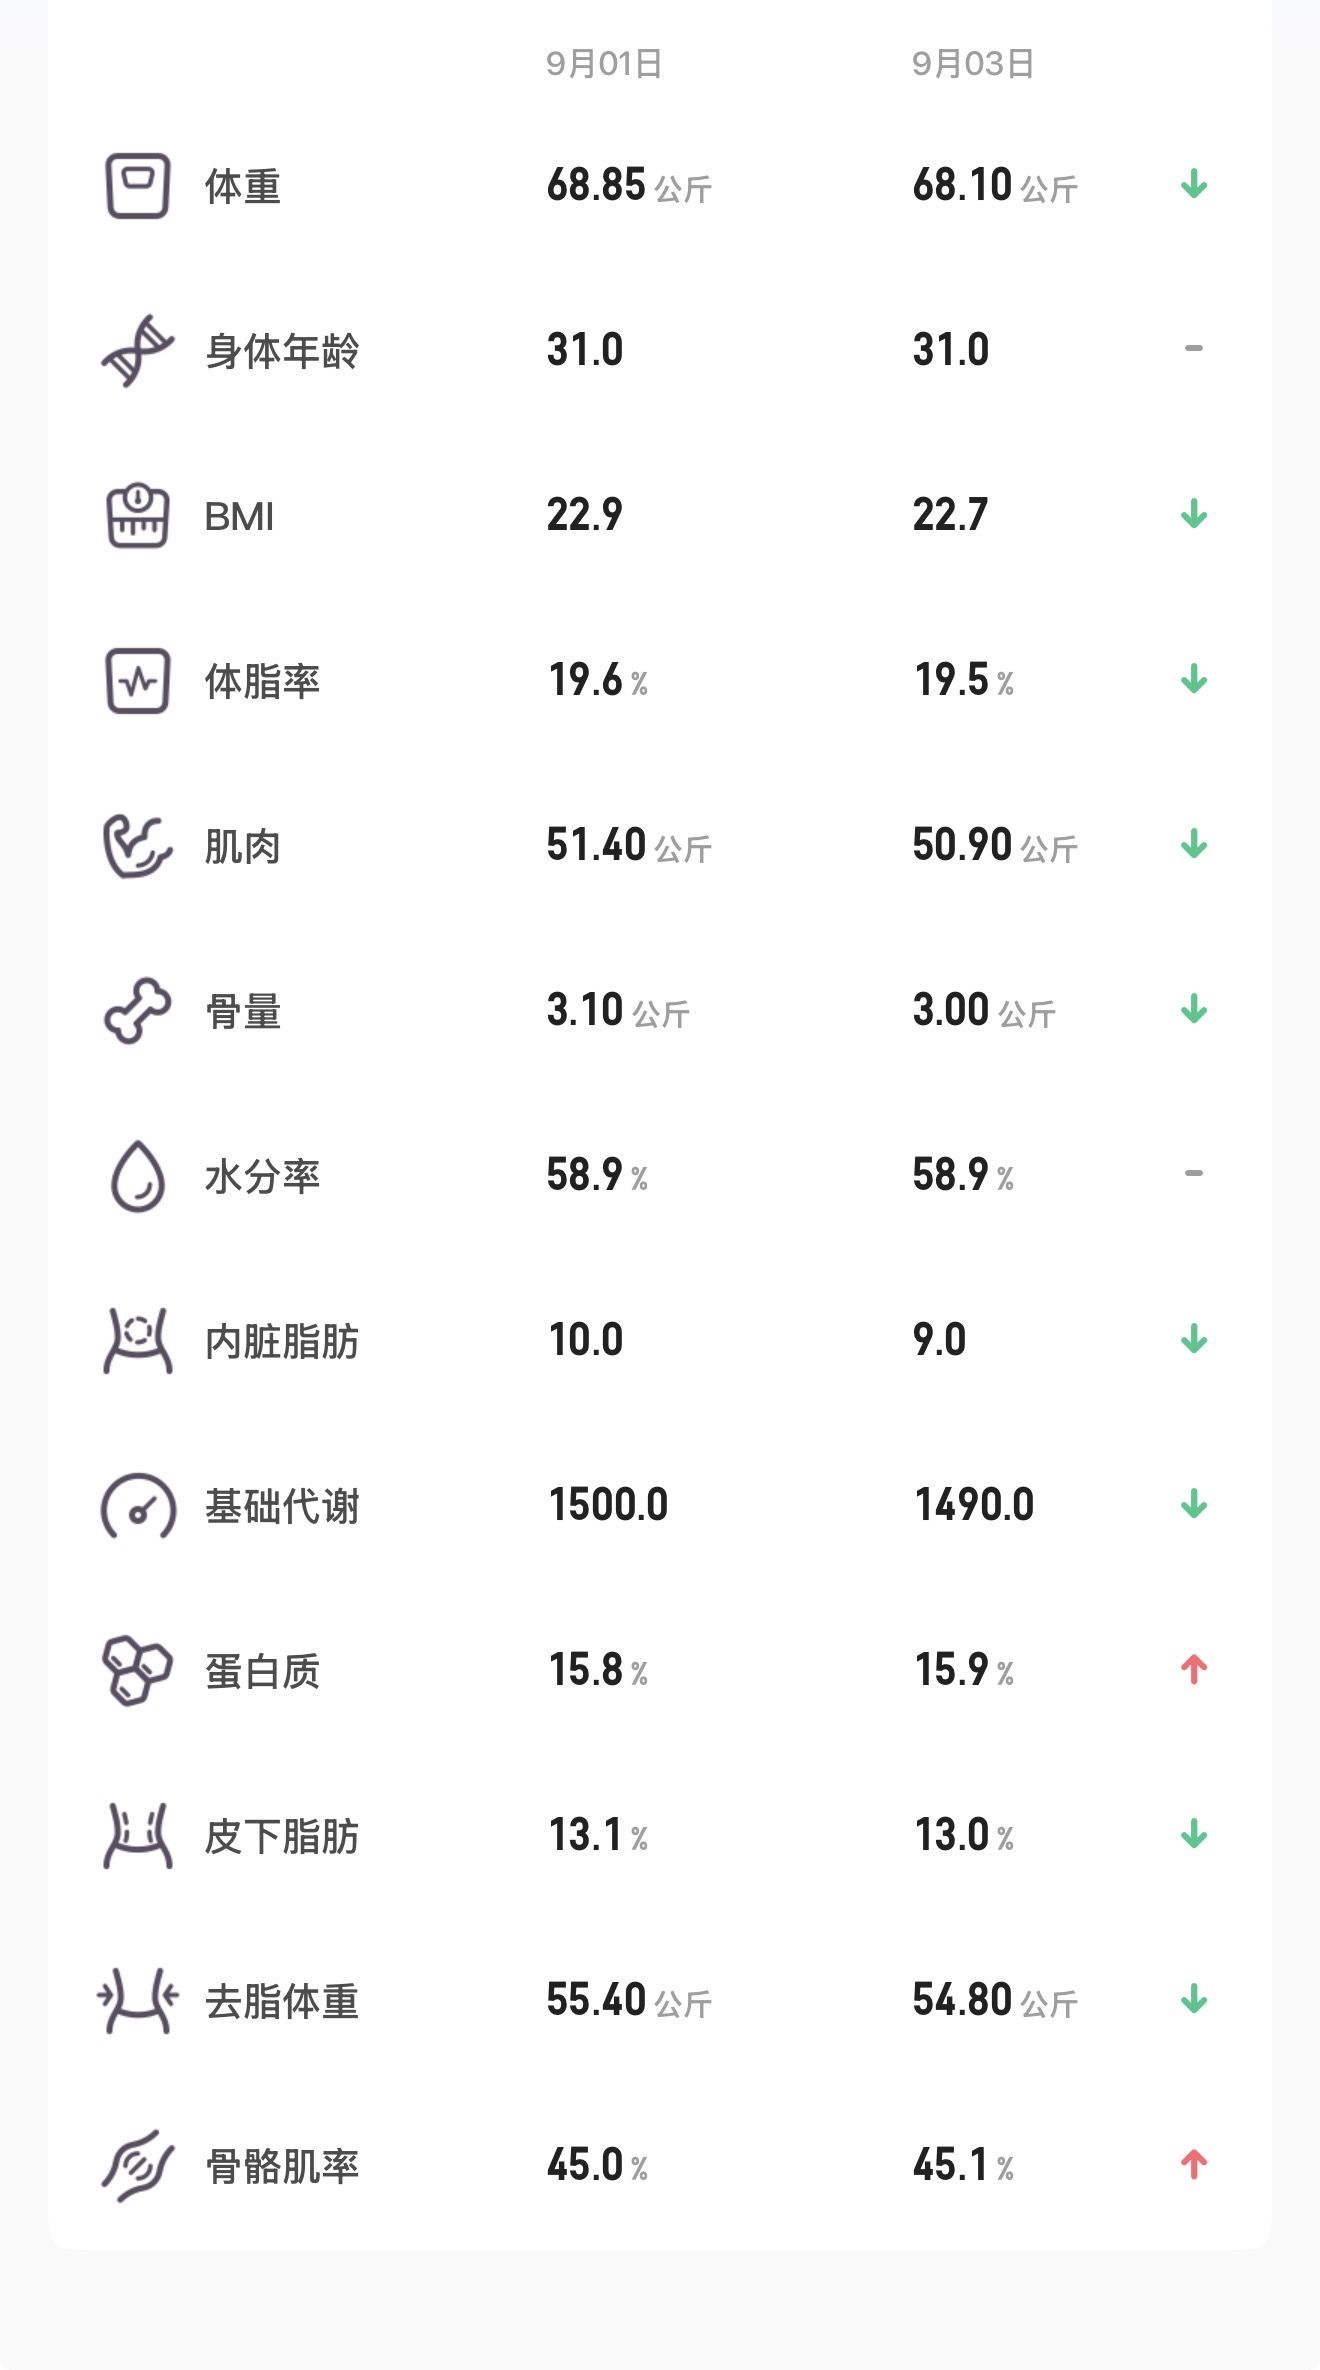 9月01日 9月03日
体重 68.85 公斤 68.10 公斤
身体年龄 31.0 31.0 -
BMI 22.9 22.7
体脂率 19.6 % 19.5 %
肌肉 51.40 公斤 50.90 公斤
骨量 3.10 公斤 3.00 公斤
水分率 58.9 % 58.9 % -
内脏脂肪 10.0 9.0
基础代谢 1500.0 1490.0
蛋白质 15.8 % 15.9 %
皮下脂肪 13.1 % 13.0 %
去脂体重 55.40 公斤 54.80 公斤
骨骼肌率 45.0 % 45.1 %